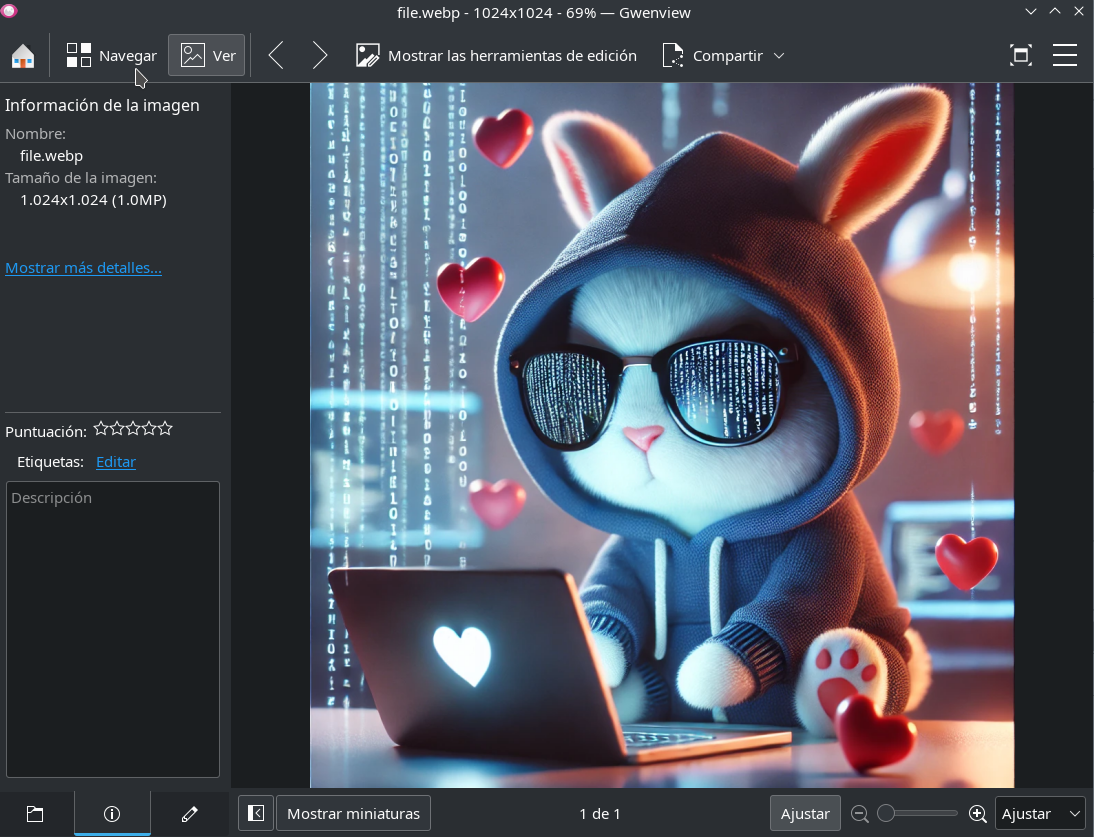 file.webp - 1024x1024 - 69% — Gwenview
Navegar
Ver
Mostrar las herramientas de edición
Compartir
Información de la imagen
Nombre:
file.webp
Tamaño de la imagen:
1.024x1.024 (1.0MP)
Mostrar más detalles...
Puntuación:
Etiquetas: Editar
Descripción
Mostrar miniaturas
1 de 1
Ajustar
Ajustar